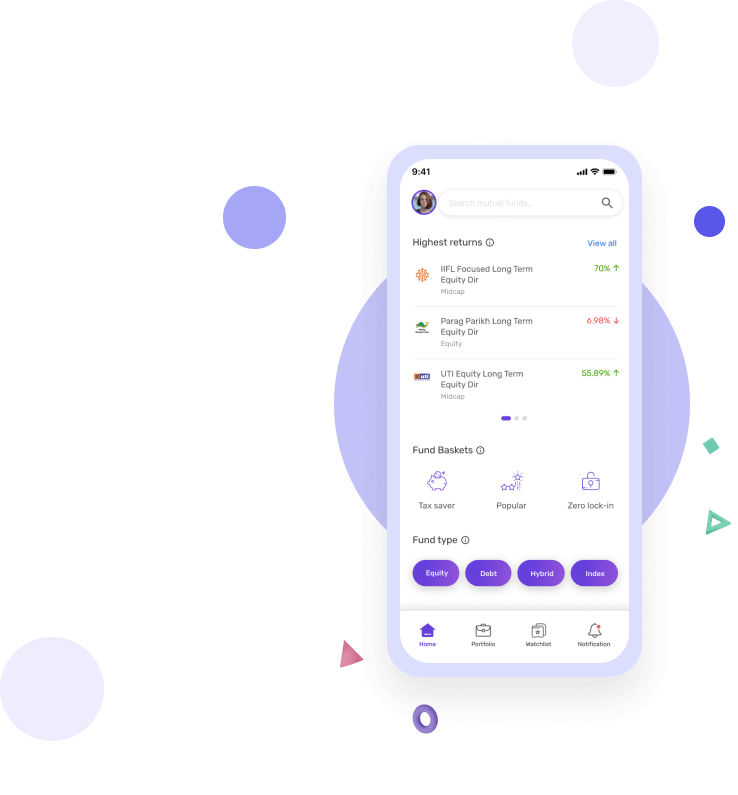 9:41
Search mutual funds...
Highest returns
View all
IIFL Focused Long Term
Equity Dir
70% ↑
Midcap
Parag Parikh Long Term
Equity Dir
6.98% ↓
Equity
uti
UTI Equity Long Term
Equity Dir
55.89% ↑
Midcap
Fund Baskets
Tax saver
Popular
Zero lock-in
Fund type
Equity
Debt
Hybrid
Index
Home
Portfolio
Watchlist
Notification